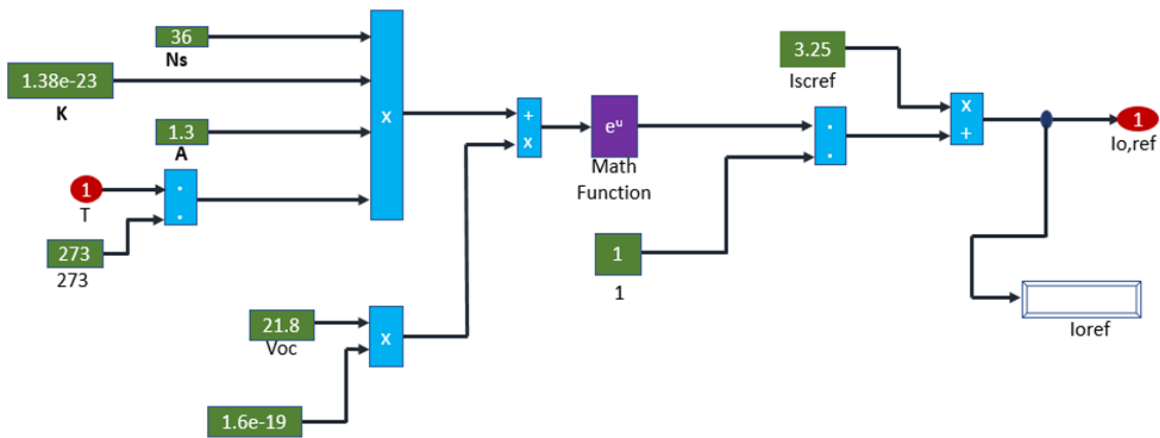 36
Ns
1.38e-23
K
1.3
A
1
T
273
273
X
21.8
Voc
1.6e-19
X
+
X
eᵘ
Math
Function
1
1
3.25
Iscref
.
.
.
.
X
+
1
Io,ref
Ioref